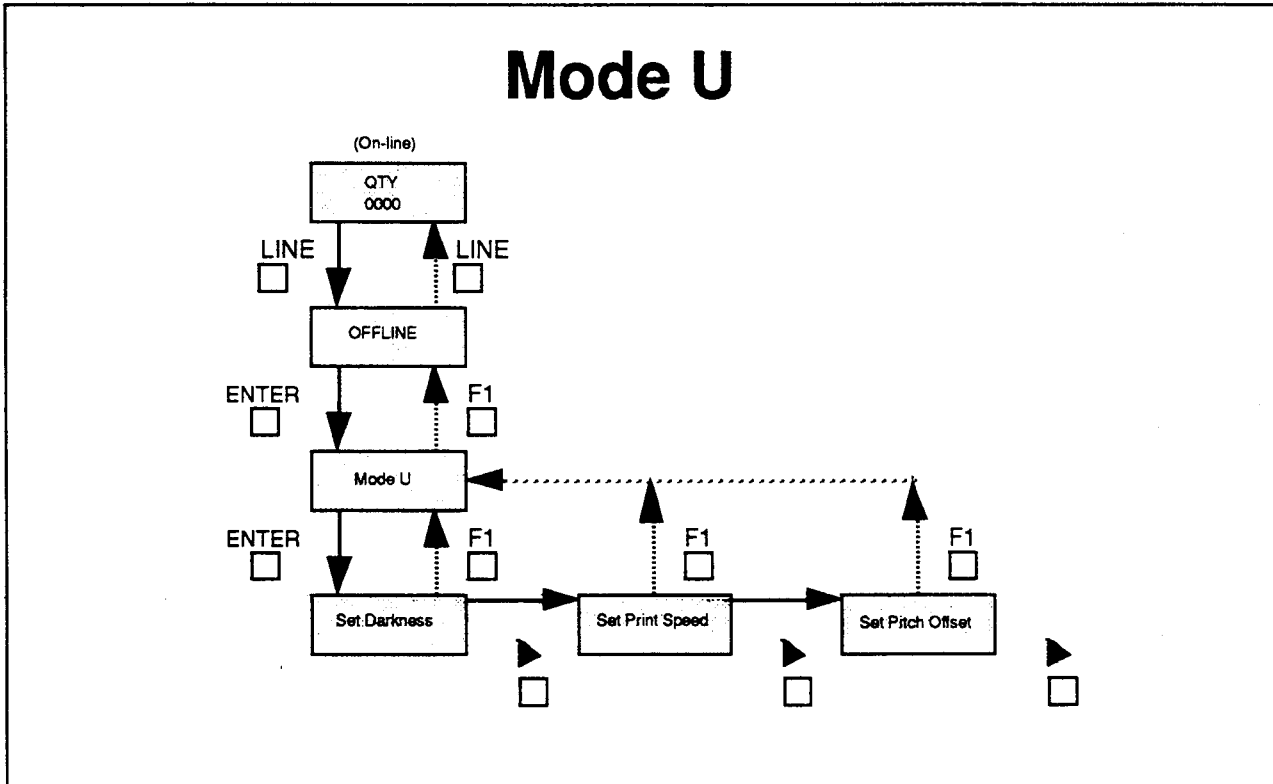 Mode U
(On-line)
QTY
0000
LINE
LINE
OFFLINE
ENTER
F1
Mode U
ENTER
F1
F1
F1
Set Darkness
Set Print Speed
Set Pitch Offset